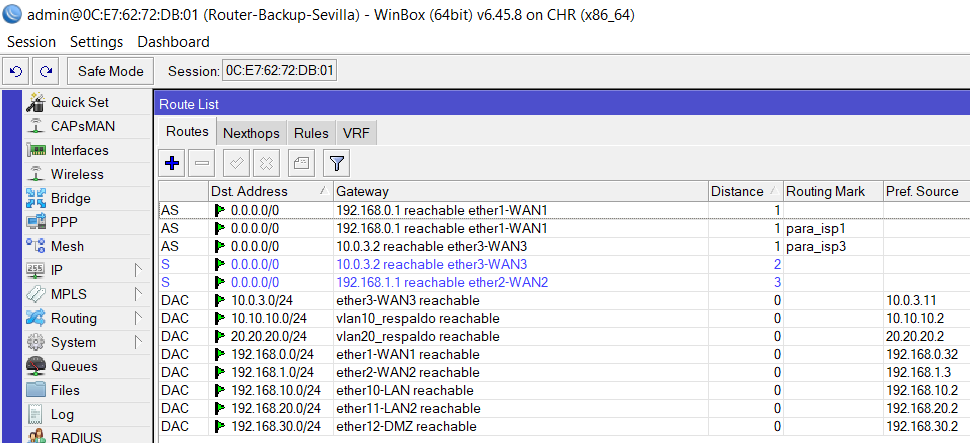 admin@0C:E7:62:72:DB:01 (Router-Backup-Sevilla) - WinBox (64bit) v6.45.8 on CHR (x86_64)
Session Settings Dashboard
Safe Mode Session: 0C:E7:62:72:DB:01
Quick Set
CAPsMAN
Interfaces
Wireless
Bridge
PPP
Mesh
IP
MPLS
Routing
System
Queues
Files
Log
RADIUS
Route List
Routes Nexthops Rules VRF
Dst. Address Gateway Distance Routing Mark Pref. Source
AS 0.0.0.0/0 192.168.0.1 reachable ether1-WAN1 1
AS 0.0.0.0/0 192.168.0.1 reachable ether1-WAN1 1 para_isp1
AS 0.0.0.0/0 10.0.3.2 reachable ether3-WAN3 1 para_isp3
S 0.0.0.0/0 10.0.3.2 reachable ether3-WAN3 2
S 0.0.0.0/0 192.168.1.1 reachable ether2-WAN2 3
DAC 10.0.3.0/24 ether3-WAN3 reachable 0 10.0.3.11
DAC 10.10.10.0/24 vlan10_respaldo reachable 0 10.10.10.2
DAC 20.20.20.0/24 vlan20_respaldo reachable 0 20.20.20.2
DAC 192.168.0.0/24 ether1-WAN1 reachable 0 192.168.0.32
DAC 192.168.1.0/24 ether2-WAN2 reachable 0 192.168.1.3
DAC 192.168.10.0/24 ether10-LAN reachable 0 192.168.10.2
DAC 192.168.20.0/24 ether11-LAN2 reachable 0 192.168.20.2
DAC 192.168.30.0/24 ether12-DMZ reachable 0 192.168.30.2